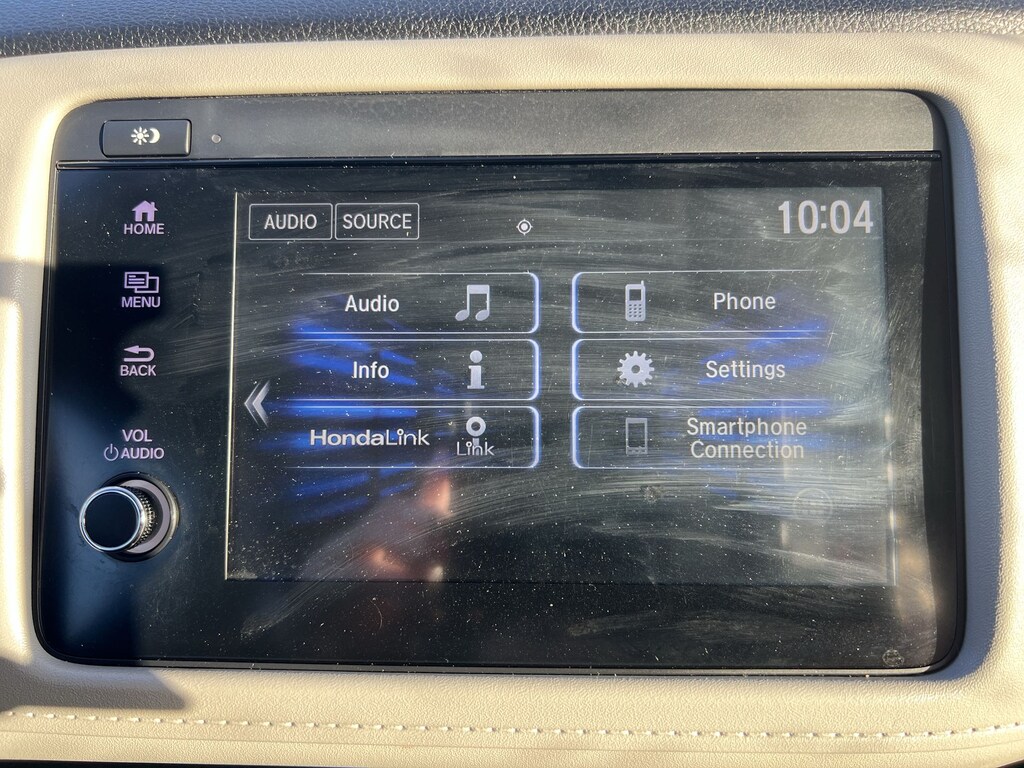 HOME
MENU
BACK
VOL
AUDIO
AUDIO SOURCE 10:04
Audio Phone
Info Settings
HondaLink Link Smartphone
Connection